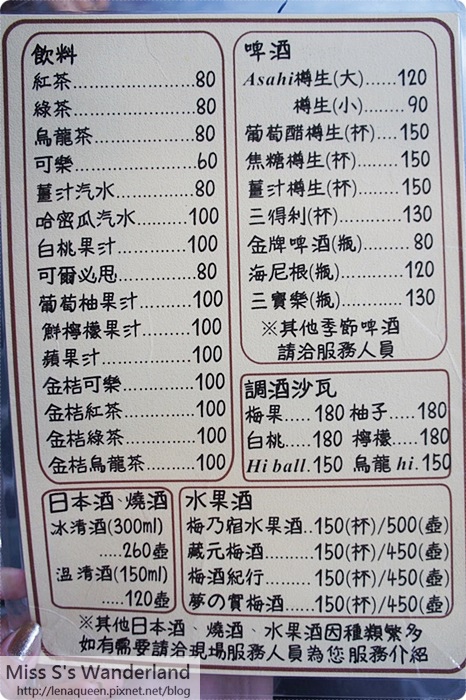 飲料
紅茶......................80
綠茶......................80
烏龍茶...................80
可樂......................60
薑汁汽水................80
哈密瓜汽水.........100
白桃果汁............100
可爾必思..............80
葡萄柚果汁.........100
鮮檸檬果汁.........100
蘋果汁...............100
金桔可樂............100
金桔紅茶............100
金桔綠茶............100
金桔烏龍茶.........100
啤酒
Asahi樽生(大)......120
樽生(小)........90
葡萄醋樽生(杯)....150
焦糖樽生(杯).......150
薑汁樽生(杯).......150
三得利(杯)..........130
金牌啤酒(瓶)........80
海尼根(瓶)..........120
三寶樂(瓶)..........130
※其他季節啤酒
請洽服務人員
調酒沙瓦
梅果.....180 柚子.....180
白桃.....180 檸檬.....180
Hi ball.150 烏龍 hi.150
日本酒、燒酒
冰清酒(300ml)
.....260壺
溫清酒(150ml)
.....120壺
水果酒
梅乃宿水果酒..150(杯)/500(壺)
藏元梅酒........150(杯)/450(壺)
梅酒紀行........150(杯)/450(壺)
夢の實梅酒.....150(杯)/450(壺)
※其他日本酒、燒酒、水果酒因種類繁多
如有需要請洽現場服務人員為您服務介紹
Miss S's Wanderland
http://lenaqueen.pixnet.net/blog